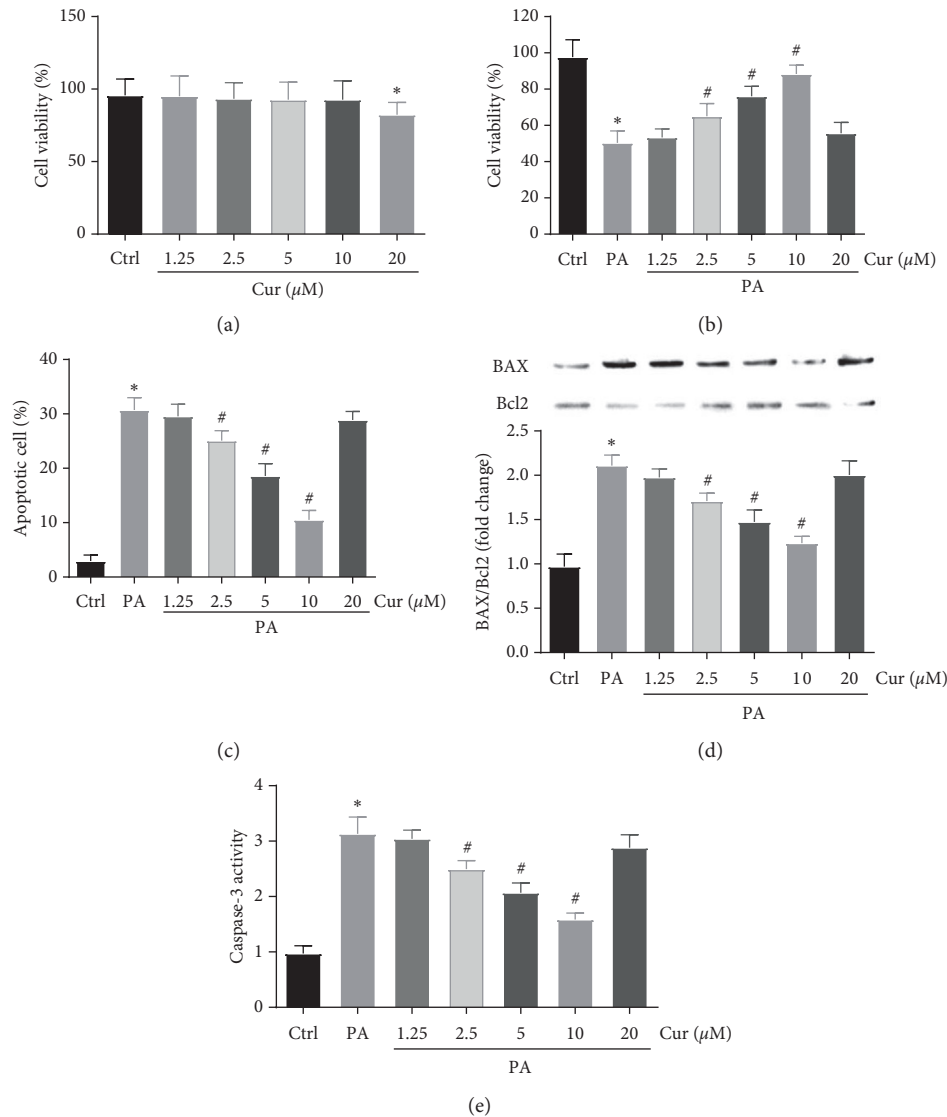 150
100
50
0
Cell viability (%)
*
Ctrl 1.25 2.5 5 10 20
Cur (μM)
(a)
120
100
80
60
40
20
0
Cell viability (%)
* # # #
Ctrl PA 1.25 2.5 5 10 20 Cur (μM)
PA
(b)
40
30
20
10
0
Apoptotic cell (%)
* # # #
Ctrl PA 1.25 2.5 5 10 20 Cur (μM)
PA
(c)
BAX
Bcl2
2.5
2.0
1.5
1.0
0.5
0.0
BAX/Bcl2 (fold change)
* # # #
Ctrl PA 1.25 2.5 5 10 20 Cur (μM)
PA
(d)
4
3
2
1
0
Caspase-3 activity
* # # #
Ctrl PA 1.25 2.5 5 10 20 Cur (μM)
PA
(e)